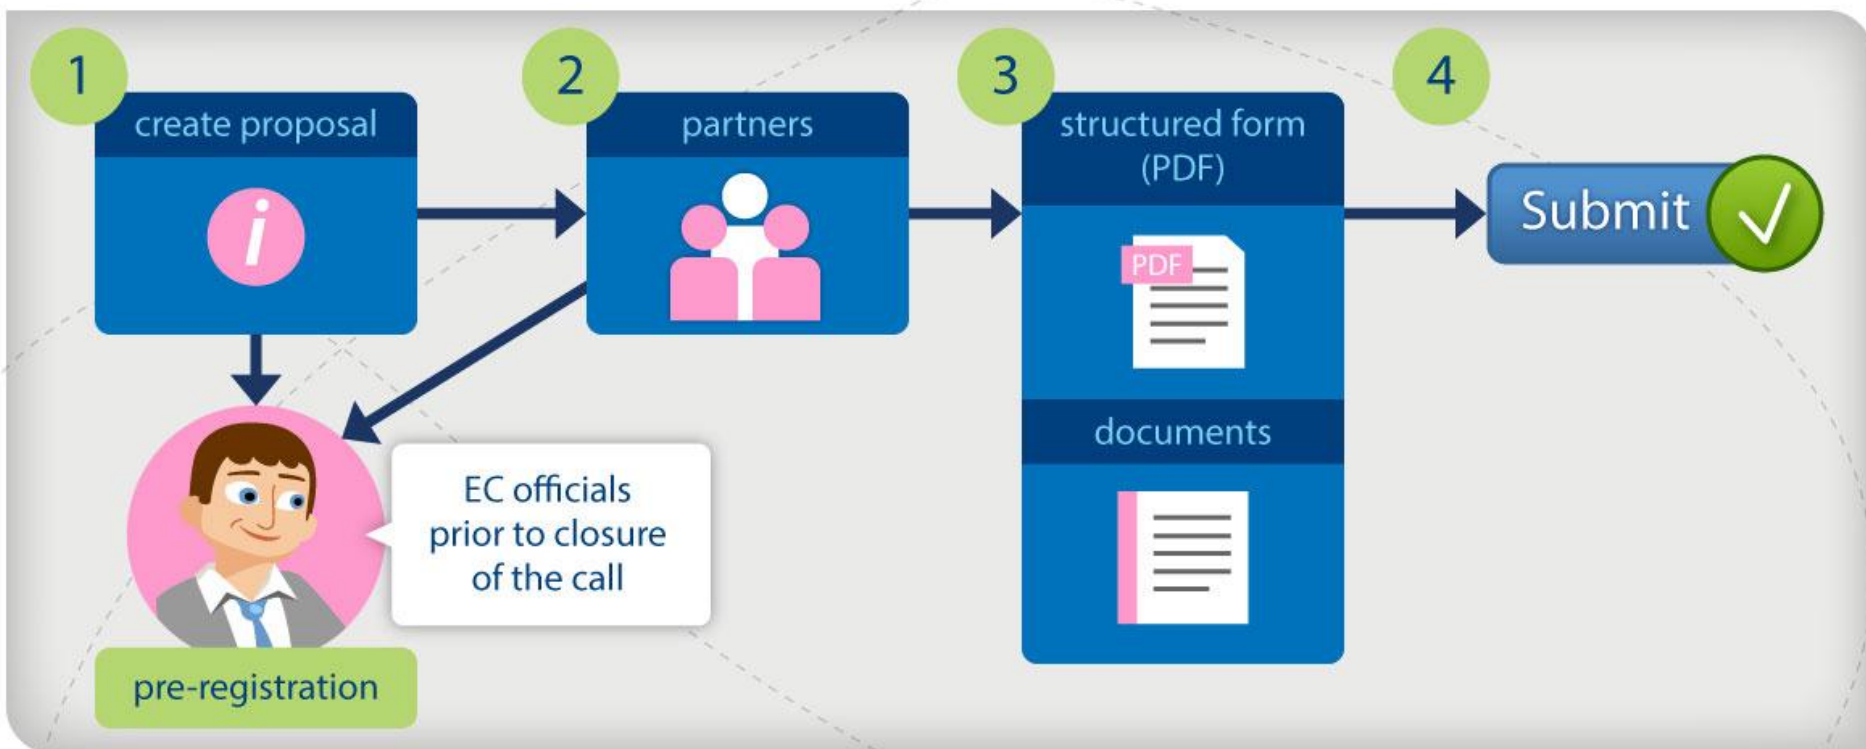 1
create proposal
i
2
partners
3
structured form
(PDF)
PDF
documents
4
Submit
EC officials
prior to closure
of the call
pre-registration